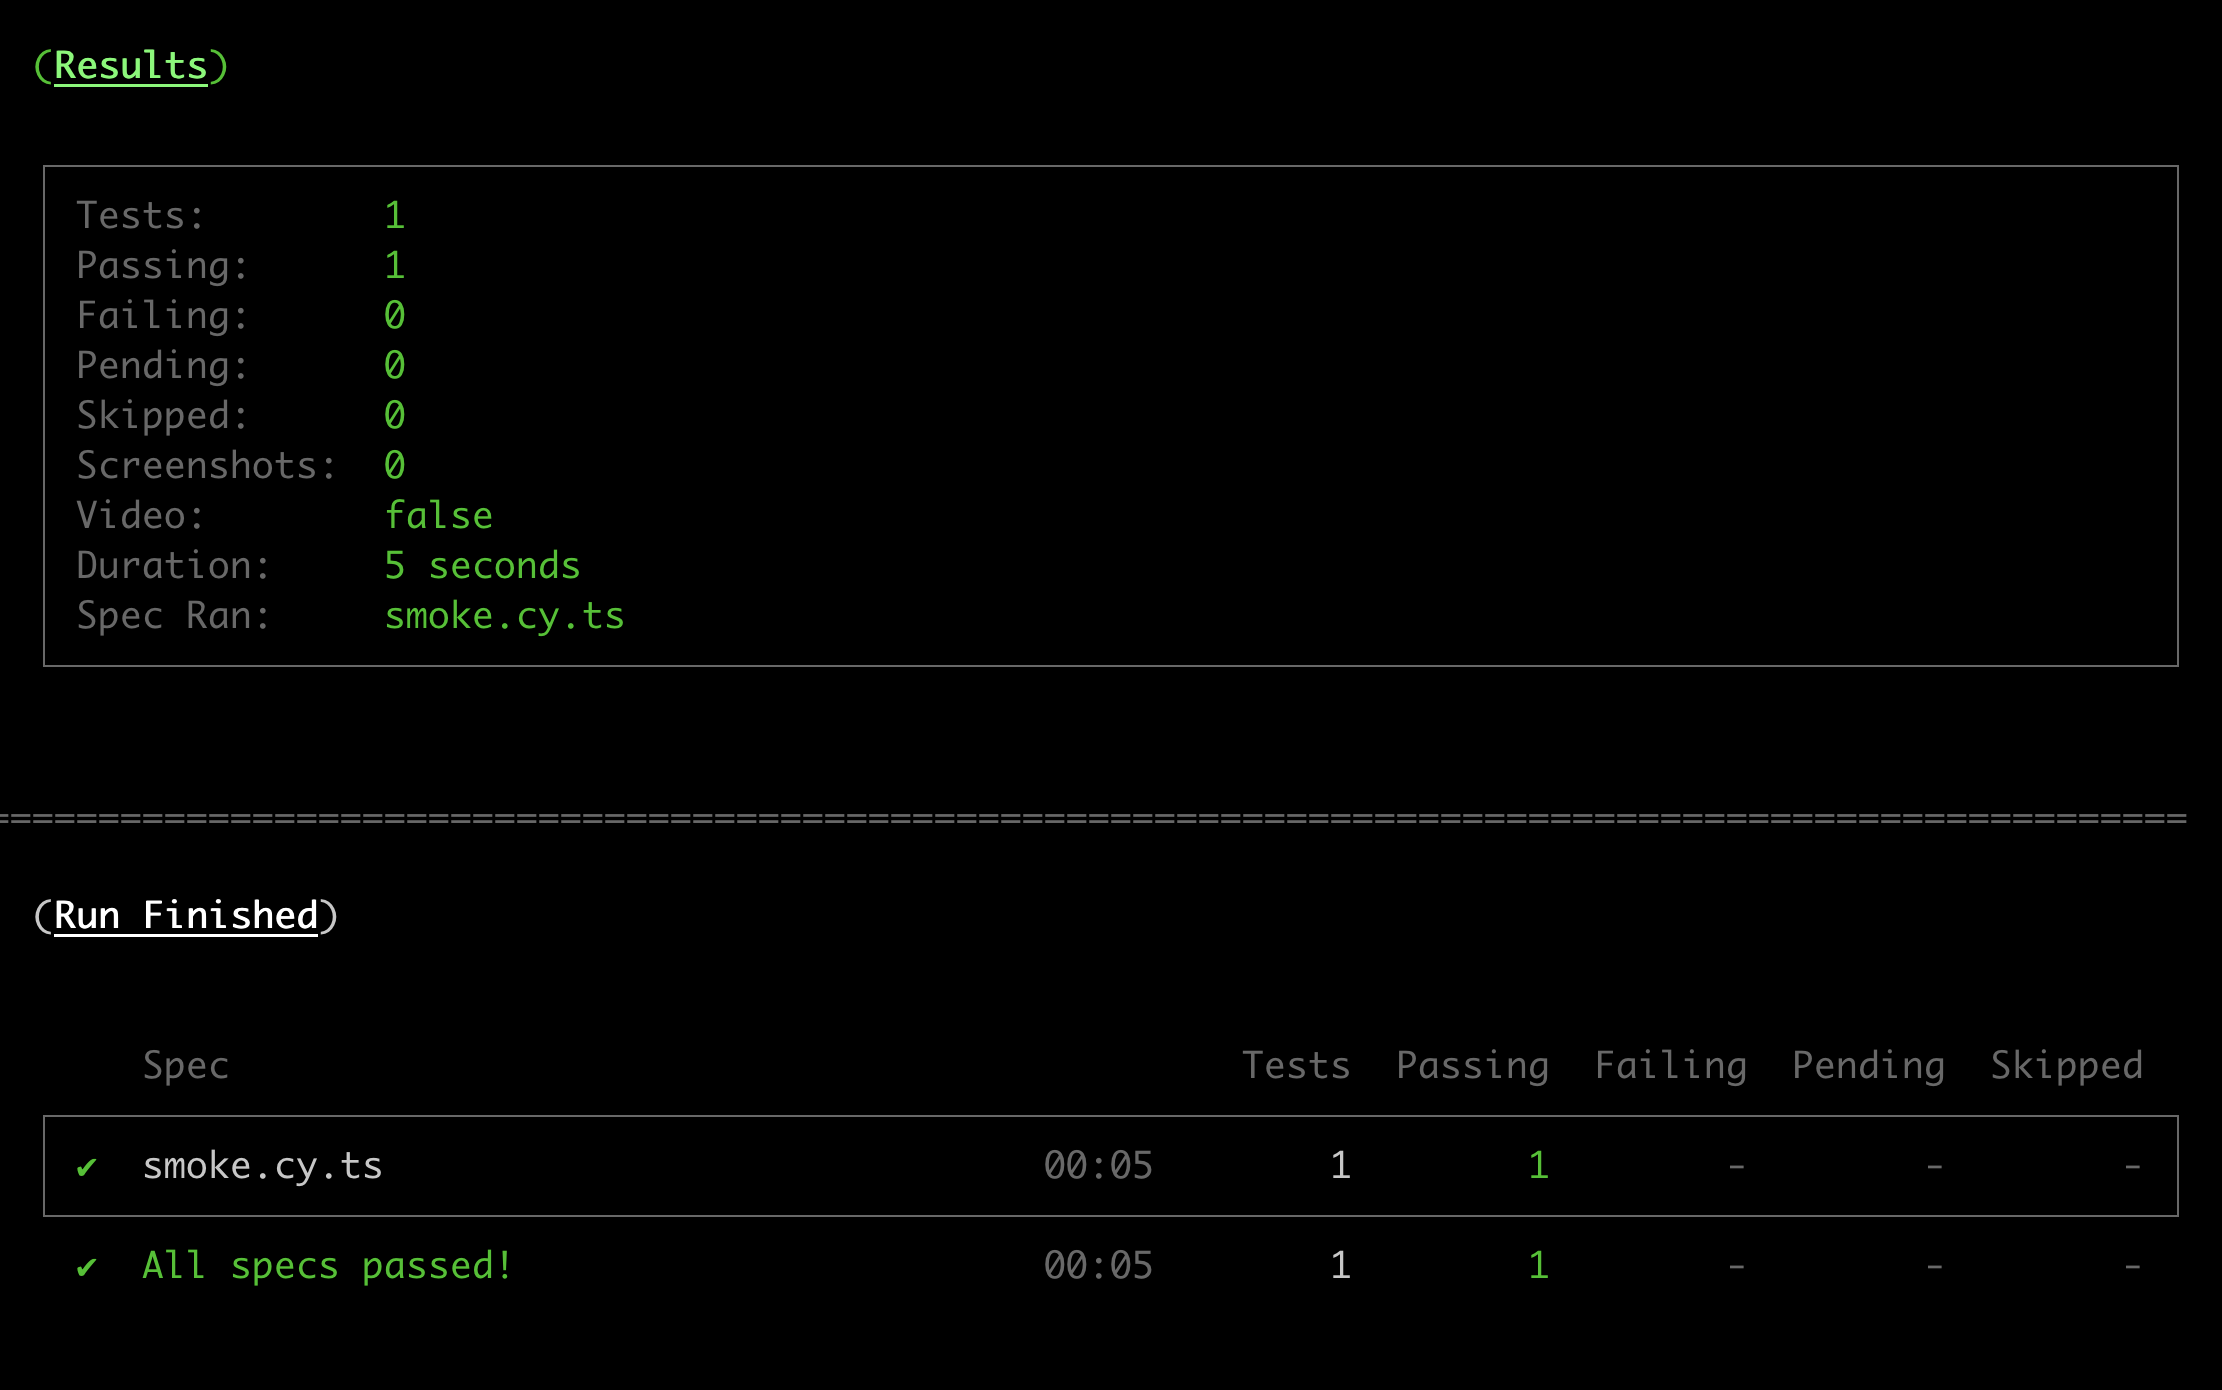 (Results)
Tests: 1
Passing: 1
Failing: 0
Pending: 0
Skipped: 0
Screenshots: 0
Video: false
Duration: 5 seconds
Spec Ran: smoke.cy.ts
====================================================================================================
(Run Finished)
Spec Tests Passing Failing Pending Skipped
✔ smoke.cy.ts 00:05 1 1 - - -
✔ All specs passed! 00:05 1 1 - - -